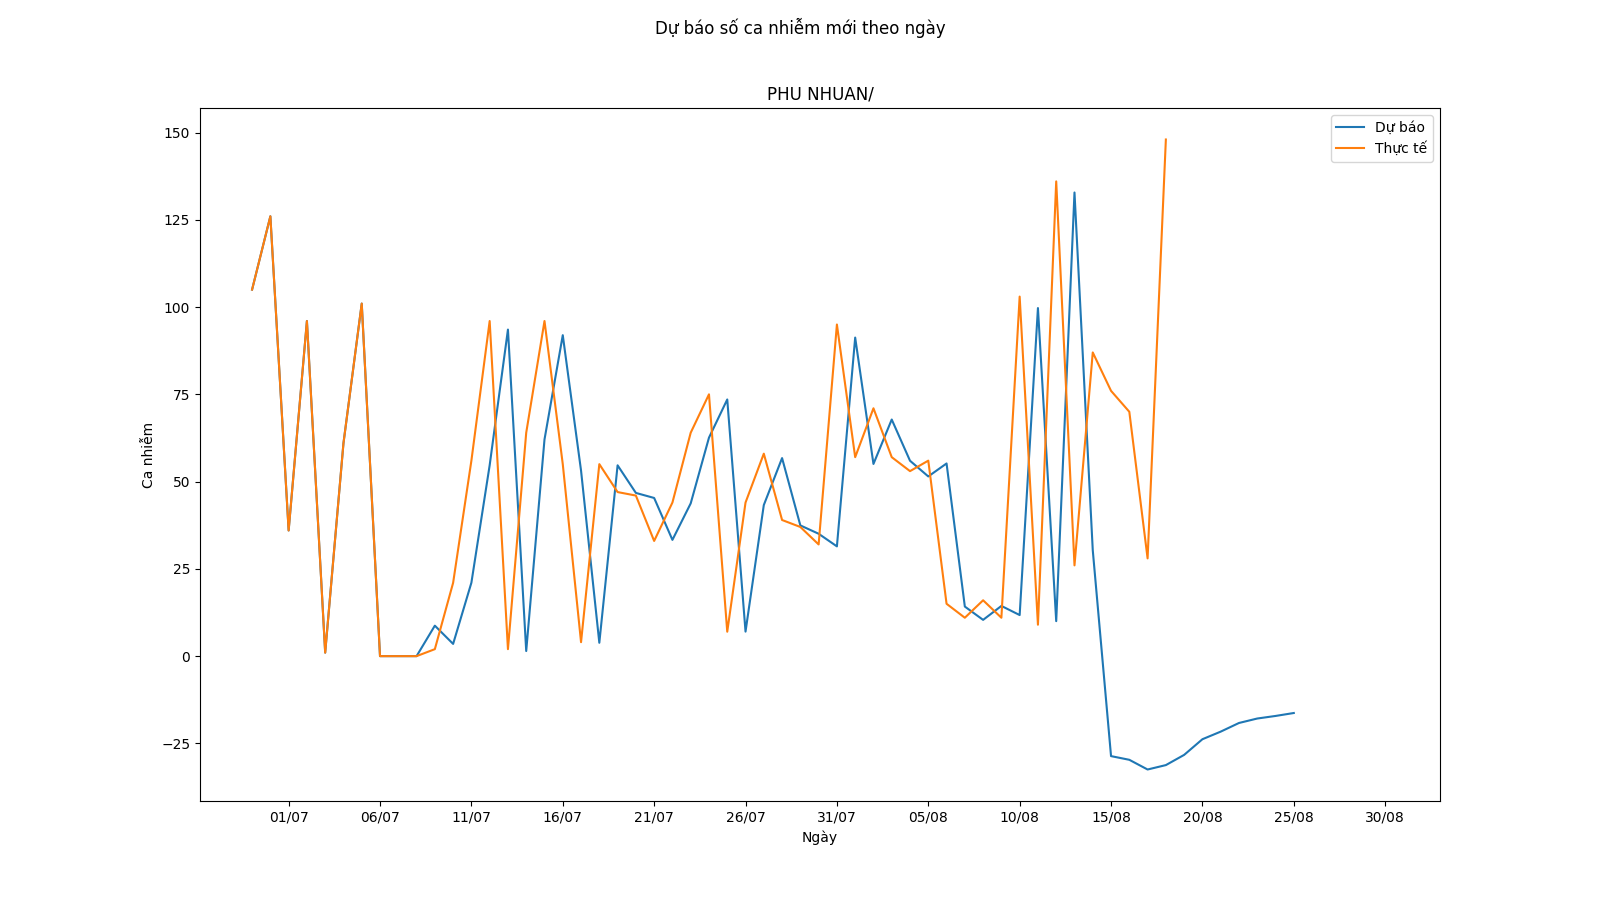 Dự báo số ca nhiễm mới theo ngày
PHU NHUAN/
Dự báo
Thực tế
150
125
100
75
50
25
0
−25
Ca nhiễm
01/07 06/07 11/07 16/07 21/07 26/07 31/07 05/08 10/08 15/08 20/08 25/08 30/08
Ngày